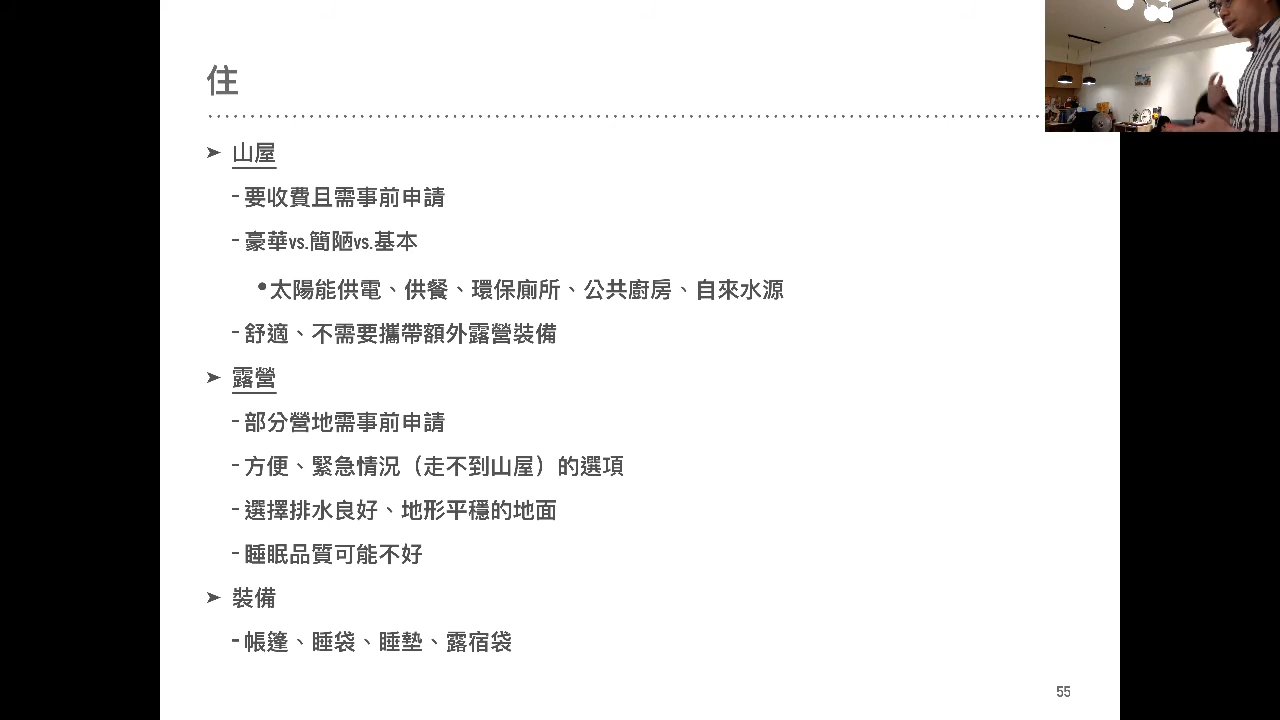 住
➤ 山屋
- 要收費且需事前申請
- 豪華vs.簡陋vs.基本
• 太陽能供電、供餐、環保廁所、公共廚房、自來水源
- 舒適、不需要攜帶額外露營裝備
➤ 露營
- 部分營地需事前申請
- 方便、緊急情況（走不到山屋）的選項
- 選擇排水良好、地形平穩的地面
- 睡眠品質可能不好
➤ 裝備
- 帳篷、睡袋、睡墊、露宿袋
55